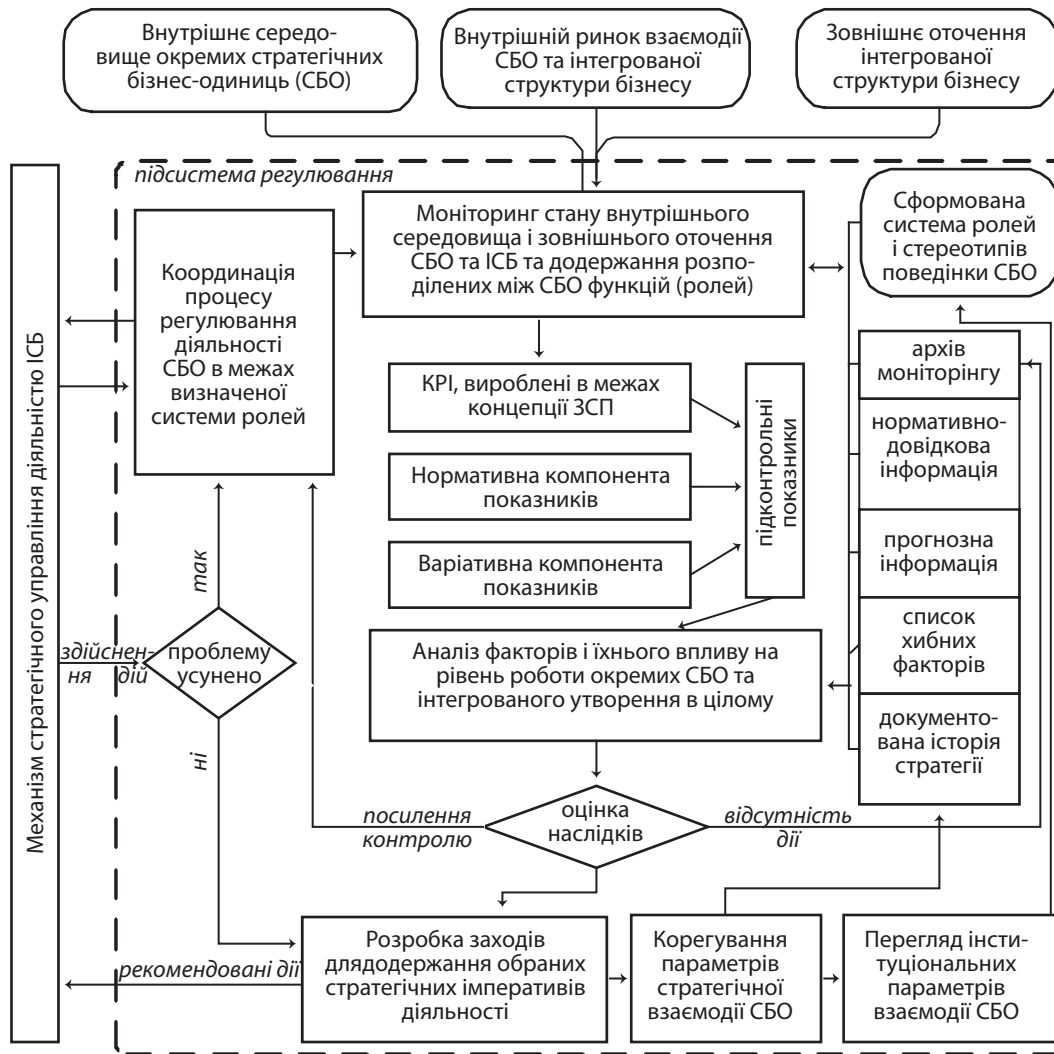 Внутрішнє середо-
вище окремих стратегічних
бізнес-одиниць (СБО)
Внутрішній ринок взаємодії
СБО та інтегрованої
структури бізнесу
Зовнішнє оточення
інтегрованої
структури бізнесу
підсистема регулювання
Механізм стратегічного управління діяльністю ІСБ
Координація
процесу
регулювання
діяльності
СБО в межах
визначеної
системи ролей
Моніторинг стану внутрішнього
середовища і зовнішнього оточення
СБО та ІСБ та додержання розпо-
ділених між СБО функцій (ролей)
Сформована
система ролей
і стереотипів
поведінки СБО
КРІ, вироблені в межах
концепції ЗСП
Нормативна компонента
показників
Варіативна компонента
показників
підконтрольні
показники
архів
моніторінгу
нормативно-
довідкова
інформація
прогнозна
інформація
список
хибних
факторів
документо-
вана історія
стратегії
так
здійснен-
ня дій
проблему
усунено
ні
Аналіз факторів і їхнього впливу на
рівень роботи окремих СБО та
інтегрованого утворення в цілому
посилення
контролю
оцінка
наслідків
відсутність
дії
рекомендовані дії
Розробка заходів
длядодержання обраних
стратегічних імперативів
діяльності
Корегування
параметрів
стратегічної
взаємодії СБО
Перегляд інсти-
туціональних
параметрів
взаємодії СБО